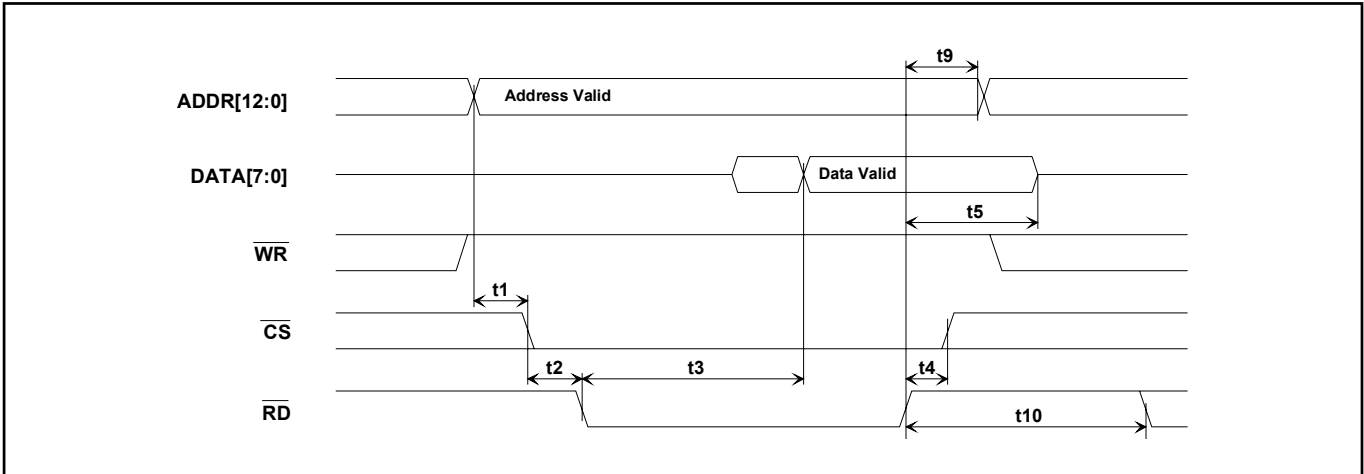 t9
ADDR[12:0]
Address Valid
DATA[7:0]
Data Valid
t5
WR
t1
CS
t2
t3
t4
RD
t10